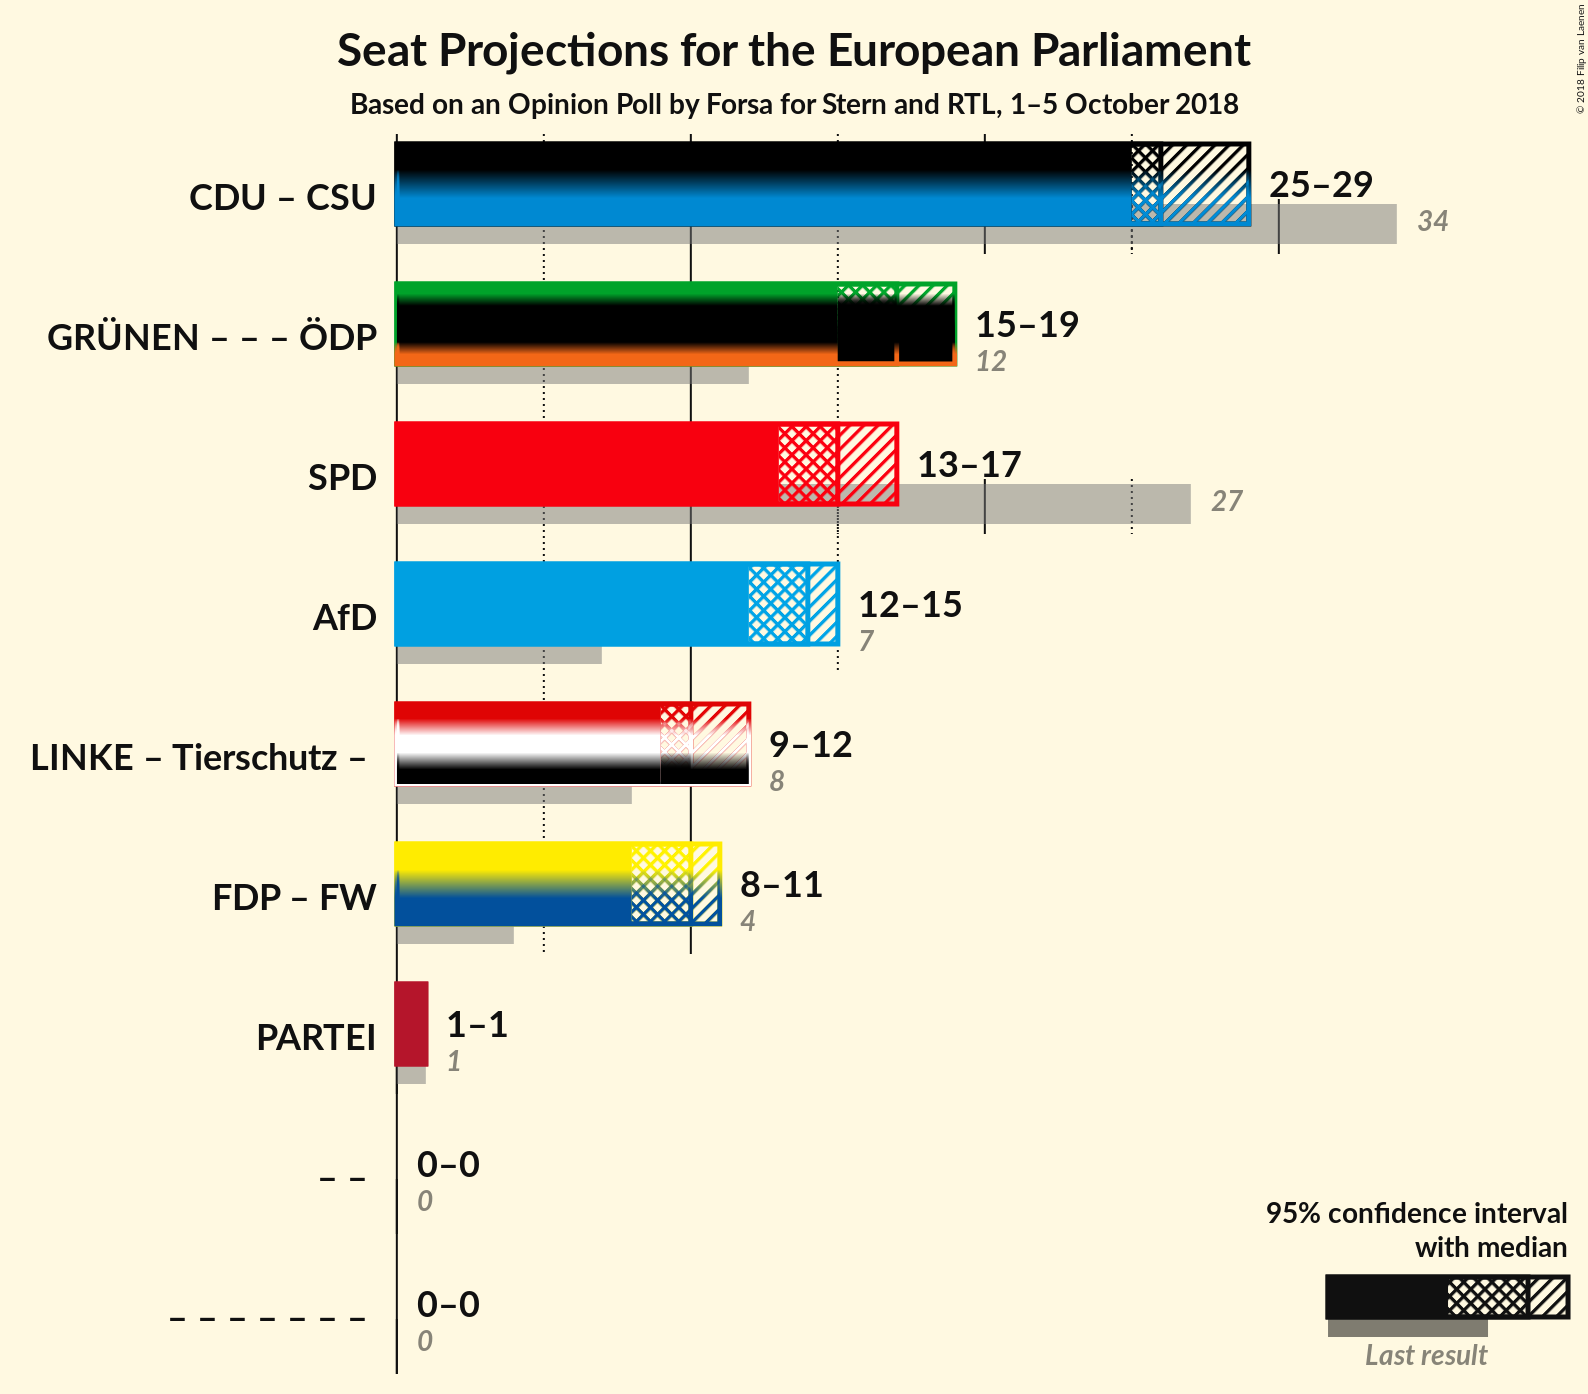 Seat Projections for the European Parliament
Based on an Opinion Poll by Forsa for Stern and RTL, 1–5 October 2018
© 2018 Filip van Laenen
CDU – CSU
25–29
34
GRÜNEN – – – ÖDP
15–19
12
SPD
13–17
27
AfD
12–15
7
LINKE – Tierschutz –
9–12
8
FDP – FW
8–11
4
PARTEI
1–1
1
– –
0–0
0
– – – – – – –
0–0
0
95% confidence interval
with median
Last result